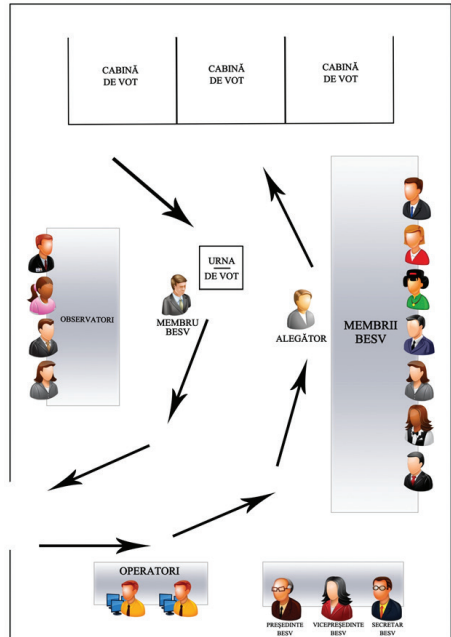 CABINĂ
DE VOT
CABINĂ
DE VOT
CABINĂ
DE VOT
URNA
DE VOT
MEMBRU
BESV
ALEGĂTOR
OBSERVATORI
MEMBRII
BESV
OPERATORI
PREŞEDINTE
BESV
VICEPREŞEDINTE
BESV
SECRETAR
BESV